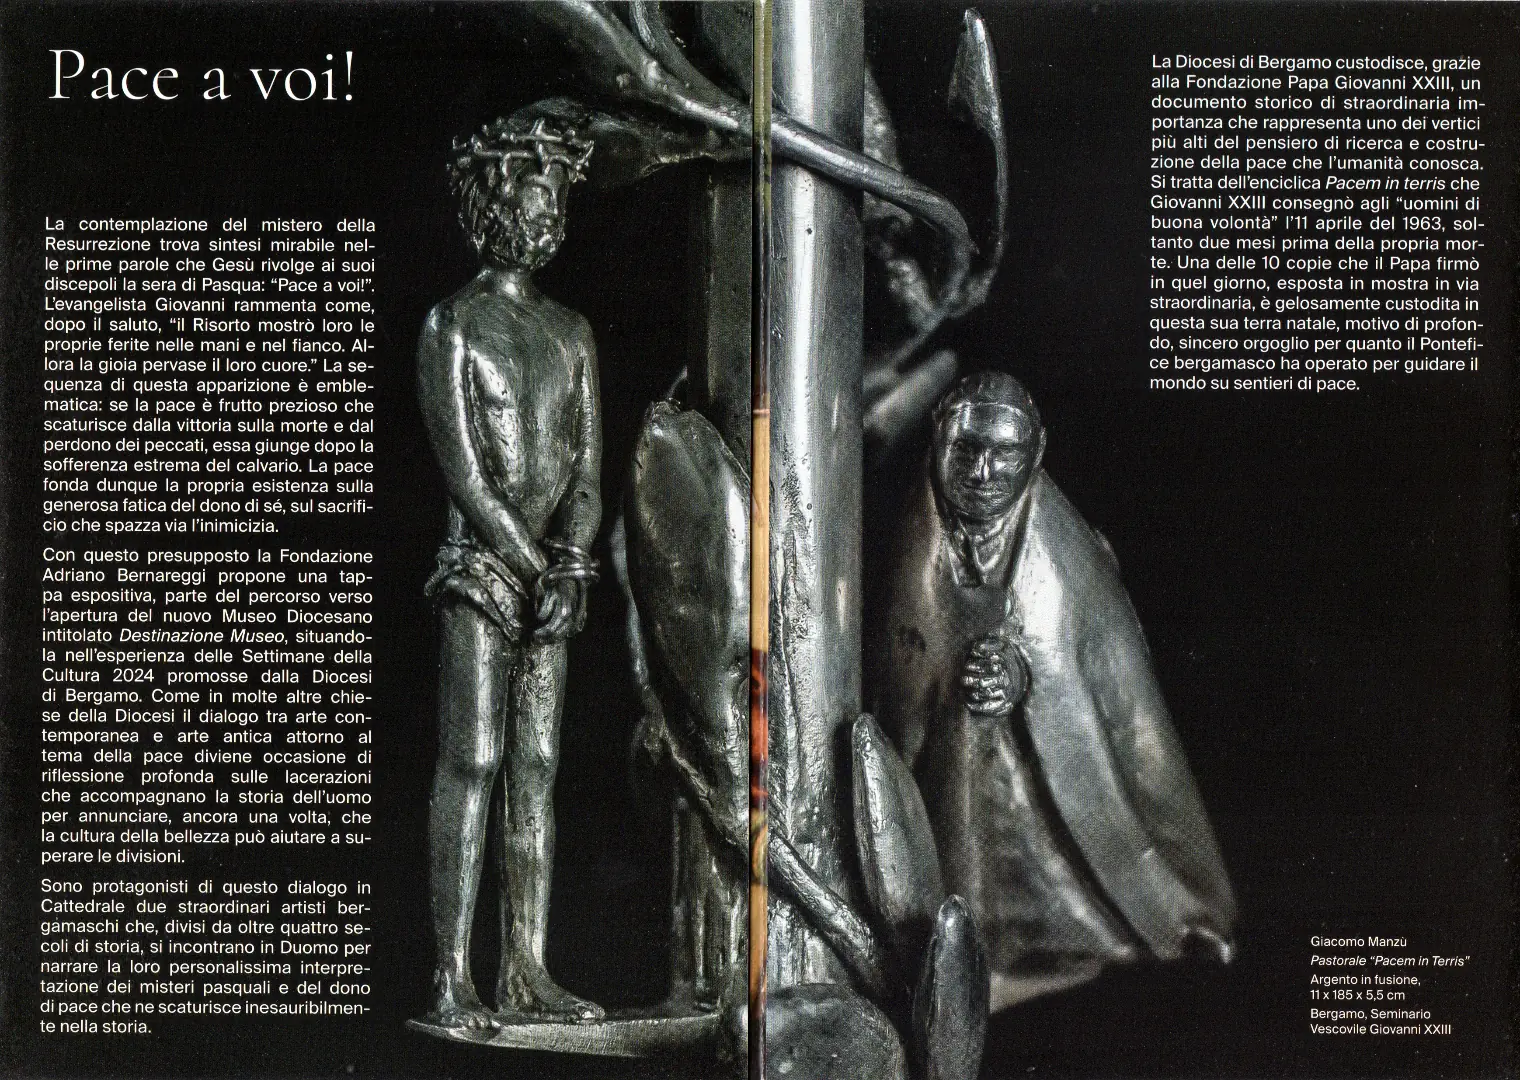 Pace a voi!
La contemplazione del mistero della
Resurrezione trova sintesi mirabile nel-
le prime parole che Gesù rivolge ai suoi
discepoli la sera di Pasqua: “Pace a voi!”.
L’evangelista Giovanni rammenta come,
dopo il saluto, “il Risorto mostrò loro le
proprie ferite nelle mani e nel fianco. Al-
lora la gioia pervase il loro cuore.” La se-
quenza di questa apparizione è emble-
matica: se la pace è frutto prezioso che
scaturisce dalla vittoria sulla morte e dal
perdono dei peccati, essa giunge dopo la
sofferenza estrema del calvario. La pace
fonda dunque la propria esistenza sulla
generosa fatica del dono di sé, sul sacrifi-
cio che spazza via l’inimicizia.
Con questo presupposto la Fondazione
Adriano Bernareggi propone una tap-
pa espositiva, parte del percorso verso
l’apertura del nuovo Museo Diocesano
intitolato Destinazione Museo, situando-
la nell’esperienza delle Settimane della
Cultura 2024 promosse dalla Diocesi
di Bergamo. Come in molte altre chie-
se della Diocesi il dialogo tra arte con-
temporanea e arte antica attorno al
tema della pace diviene occasione di
riflessione profonda sulle lacerazioni
che accompagnano la storia dell’uomo
per annunciare, ancora una volta, che
la cultura della bellezza può aiutare a su-
perare le divisioni.
Sono protagonisti di questo dialogo in
Cattedrale due straordinari artisti ber-
gamaschi che, divisi da oltre quattro se-
coli di storia, si incontrano in Duomo per
narrare la loro personalissima interpre-
tazione dei misteri pasquali e del dono
di pace che ne scaturisce inesauribilmen-
te nella storia.
La Diocesi di Bergamo custodisce, grazie
alla Fondazione Papa Giovanni XXIII, un
documento storico di straordinaria im-
portanza che rappresenta uno dei vertici
più alti del pensiero di ricerca e costru-
zione della pace che l’umanità conosca.
Si tratta dell’enciclica Pacem in terris che
Giovanni XXIII consegnò agli “uomini di
buona volontà” l’11 aprile del 1963, sol-
tanto due mesi prima della propria mor-
te. Una delle 10 copie che il Papa firmò
in quel giorno, esposta in mostra in via
straordinaria, è gelosamente custodita in
questa sua terra natale, motivo di profon-
do, sincero orgoglio per quanto il Pontefi-
ce bergamasco ha operato per guidare il
mondo su sentieri di pace.
Giacomo Manzù
Pastorale “Pacem in Terris”
Argento in fusione,
11 x 185 x 5,5 cm
Bergamo, Seminario
Vescovile Giovanni XXIII